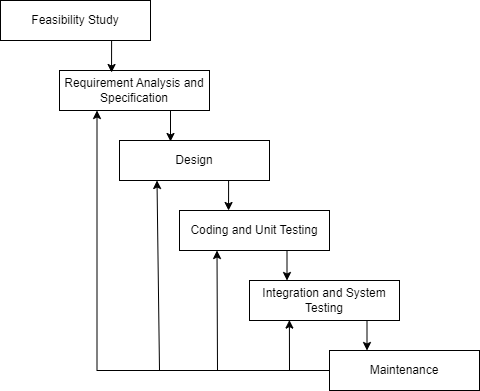 Feasibility Study
Requirement Analysis and
Specification
Design
Coding and Unit Testing
Integration and System
Testing
Maintenance